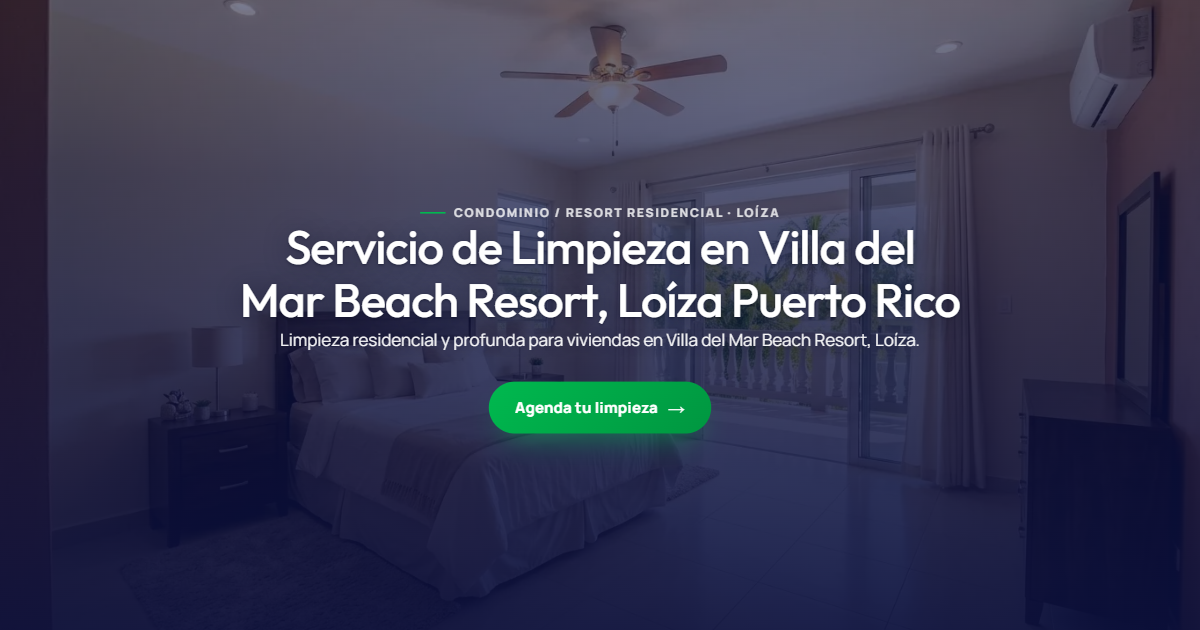 CONDOMINIO / RESORT RESIDENCIAL · LOÍZA
Servicio de Limpieza en Villa del
Mar Beach Resort, Loíza Puerto Rico
Limpieza residencial y profunda para viviendas en Villa del Mar Beach Resort, Loíza.
Agenda tu limpieza →